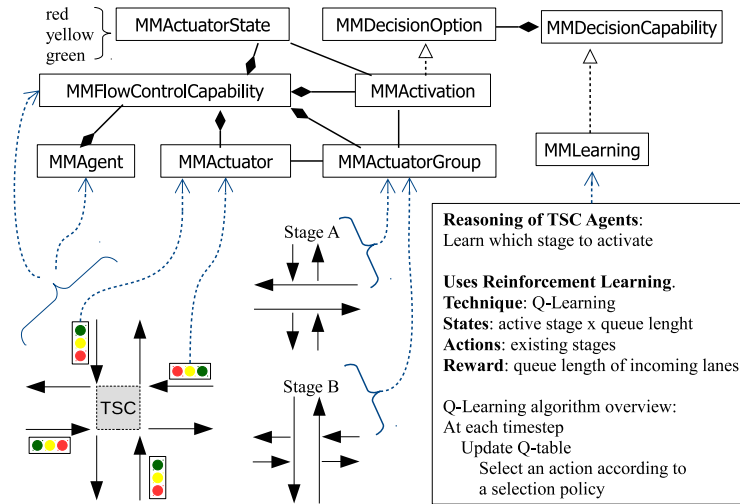 red
yellow
green
MMActuatorState
MMDecisionOption
MMDecisionCapability
MMFlowControlCapability
MMActivation
MMAgent
MMActuator
MMActuatorGroup
MMLearning
Stage A
Stage B
TSC
Reasoning of TSC Agents:
Learn which stage to activate
Uses Reinforcement Learning.
Technique: Q-Learning
States: active stage x queue lenght
Actions: existing stages
Reward: queue length of incoming lanes
Q-Learning algorithm overview:
At each timestep
Update Q-table
Select an action according to
a selection policy